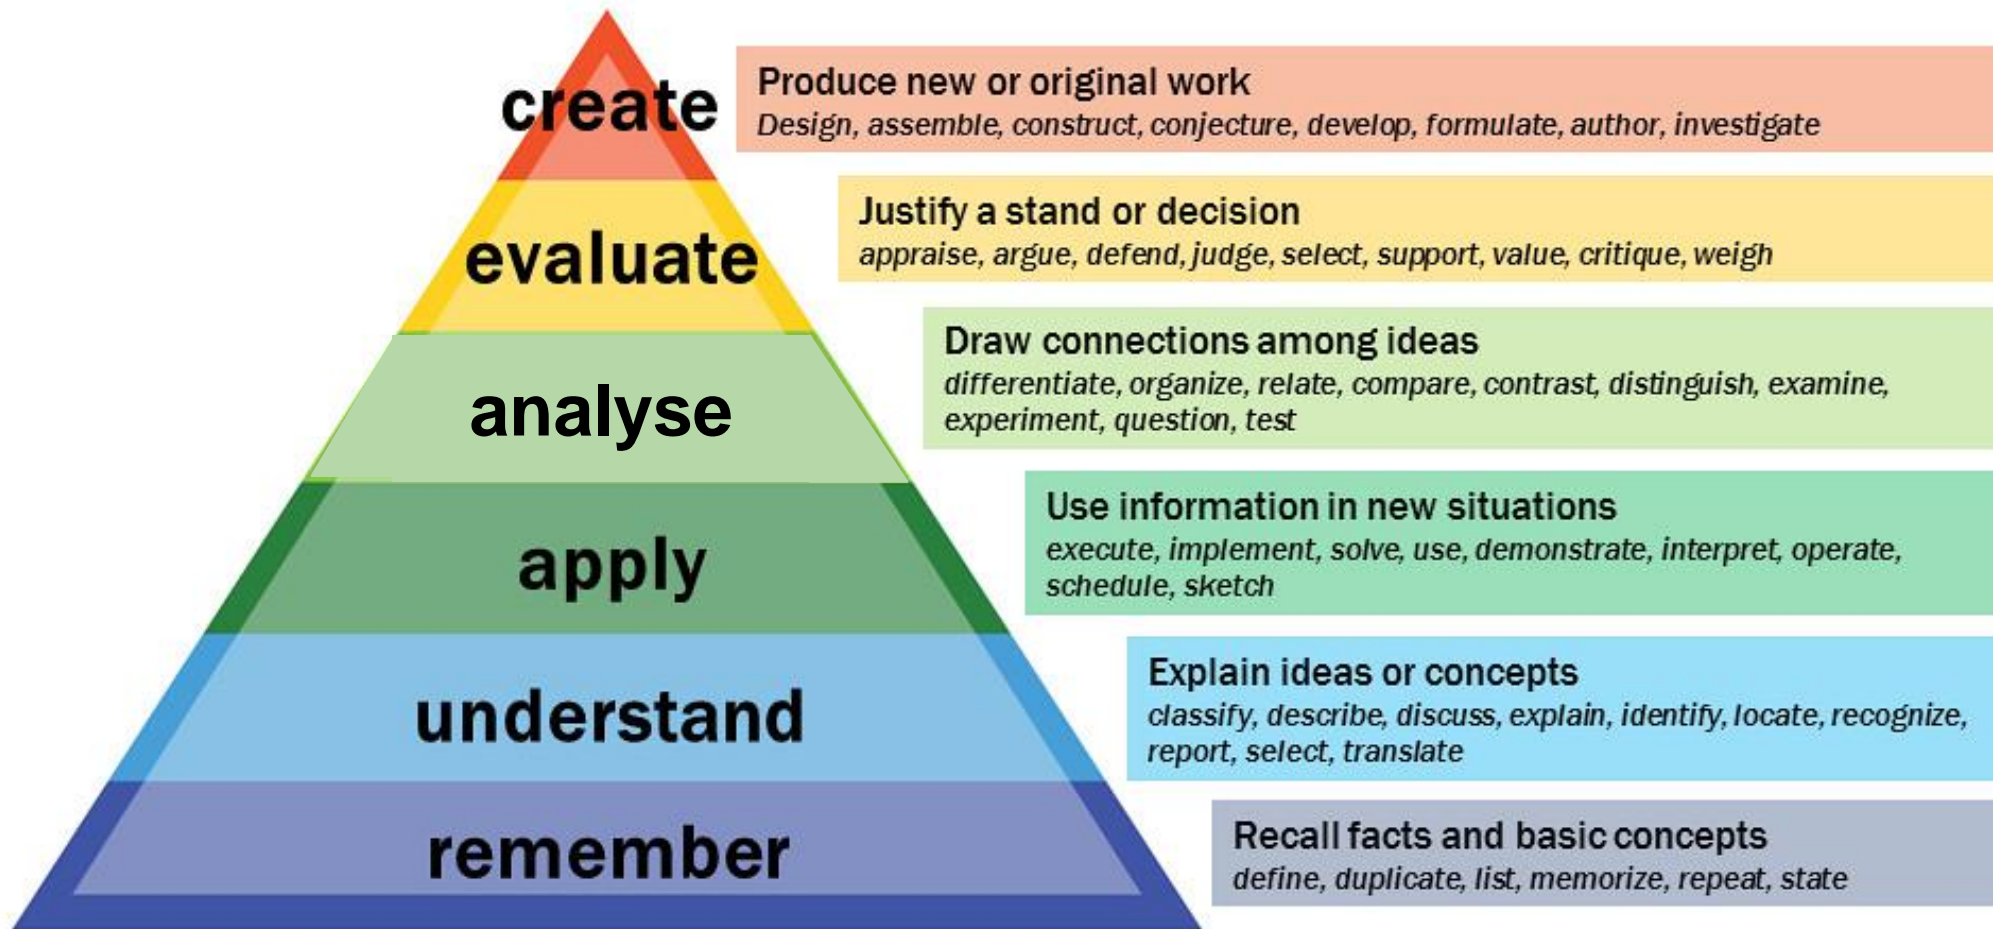 create
Produce new or original work
Design, assemble, construct, conjecture, develop, formulate, author, investigate
evaluate
Justify a stand or decision
appraise, argue, defend, judge, select, support, value, critique, weigh
analyse
Draw connections among ideas
differentiate, organize, relate, compare, contrast, distinguish, examine,
experiment, question, test
apply
Use information in new situations
execute, implement, solve, use, demonstrate, interpret, operate,
schedule, sketch
understand
Explain ideas or concepts
classify, describe, discuss, explain, identify, locate, recognize,
report, select, translate
remember
Recall facts and basic concepts
define, duplicate, list, memorize, repeat, state